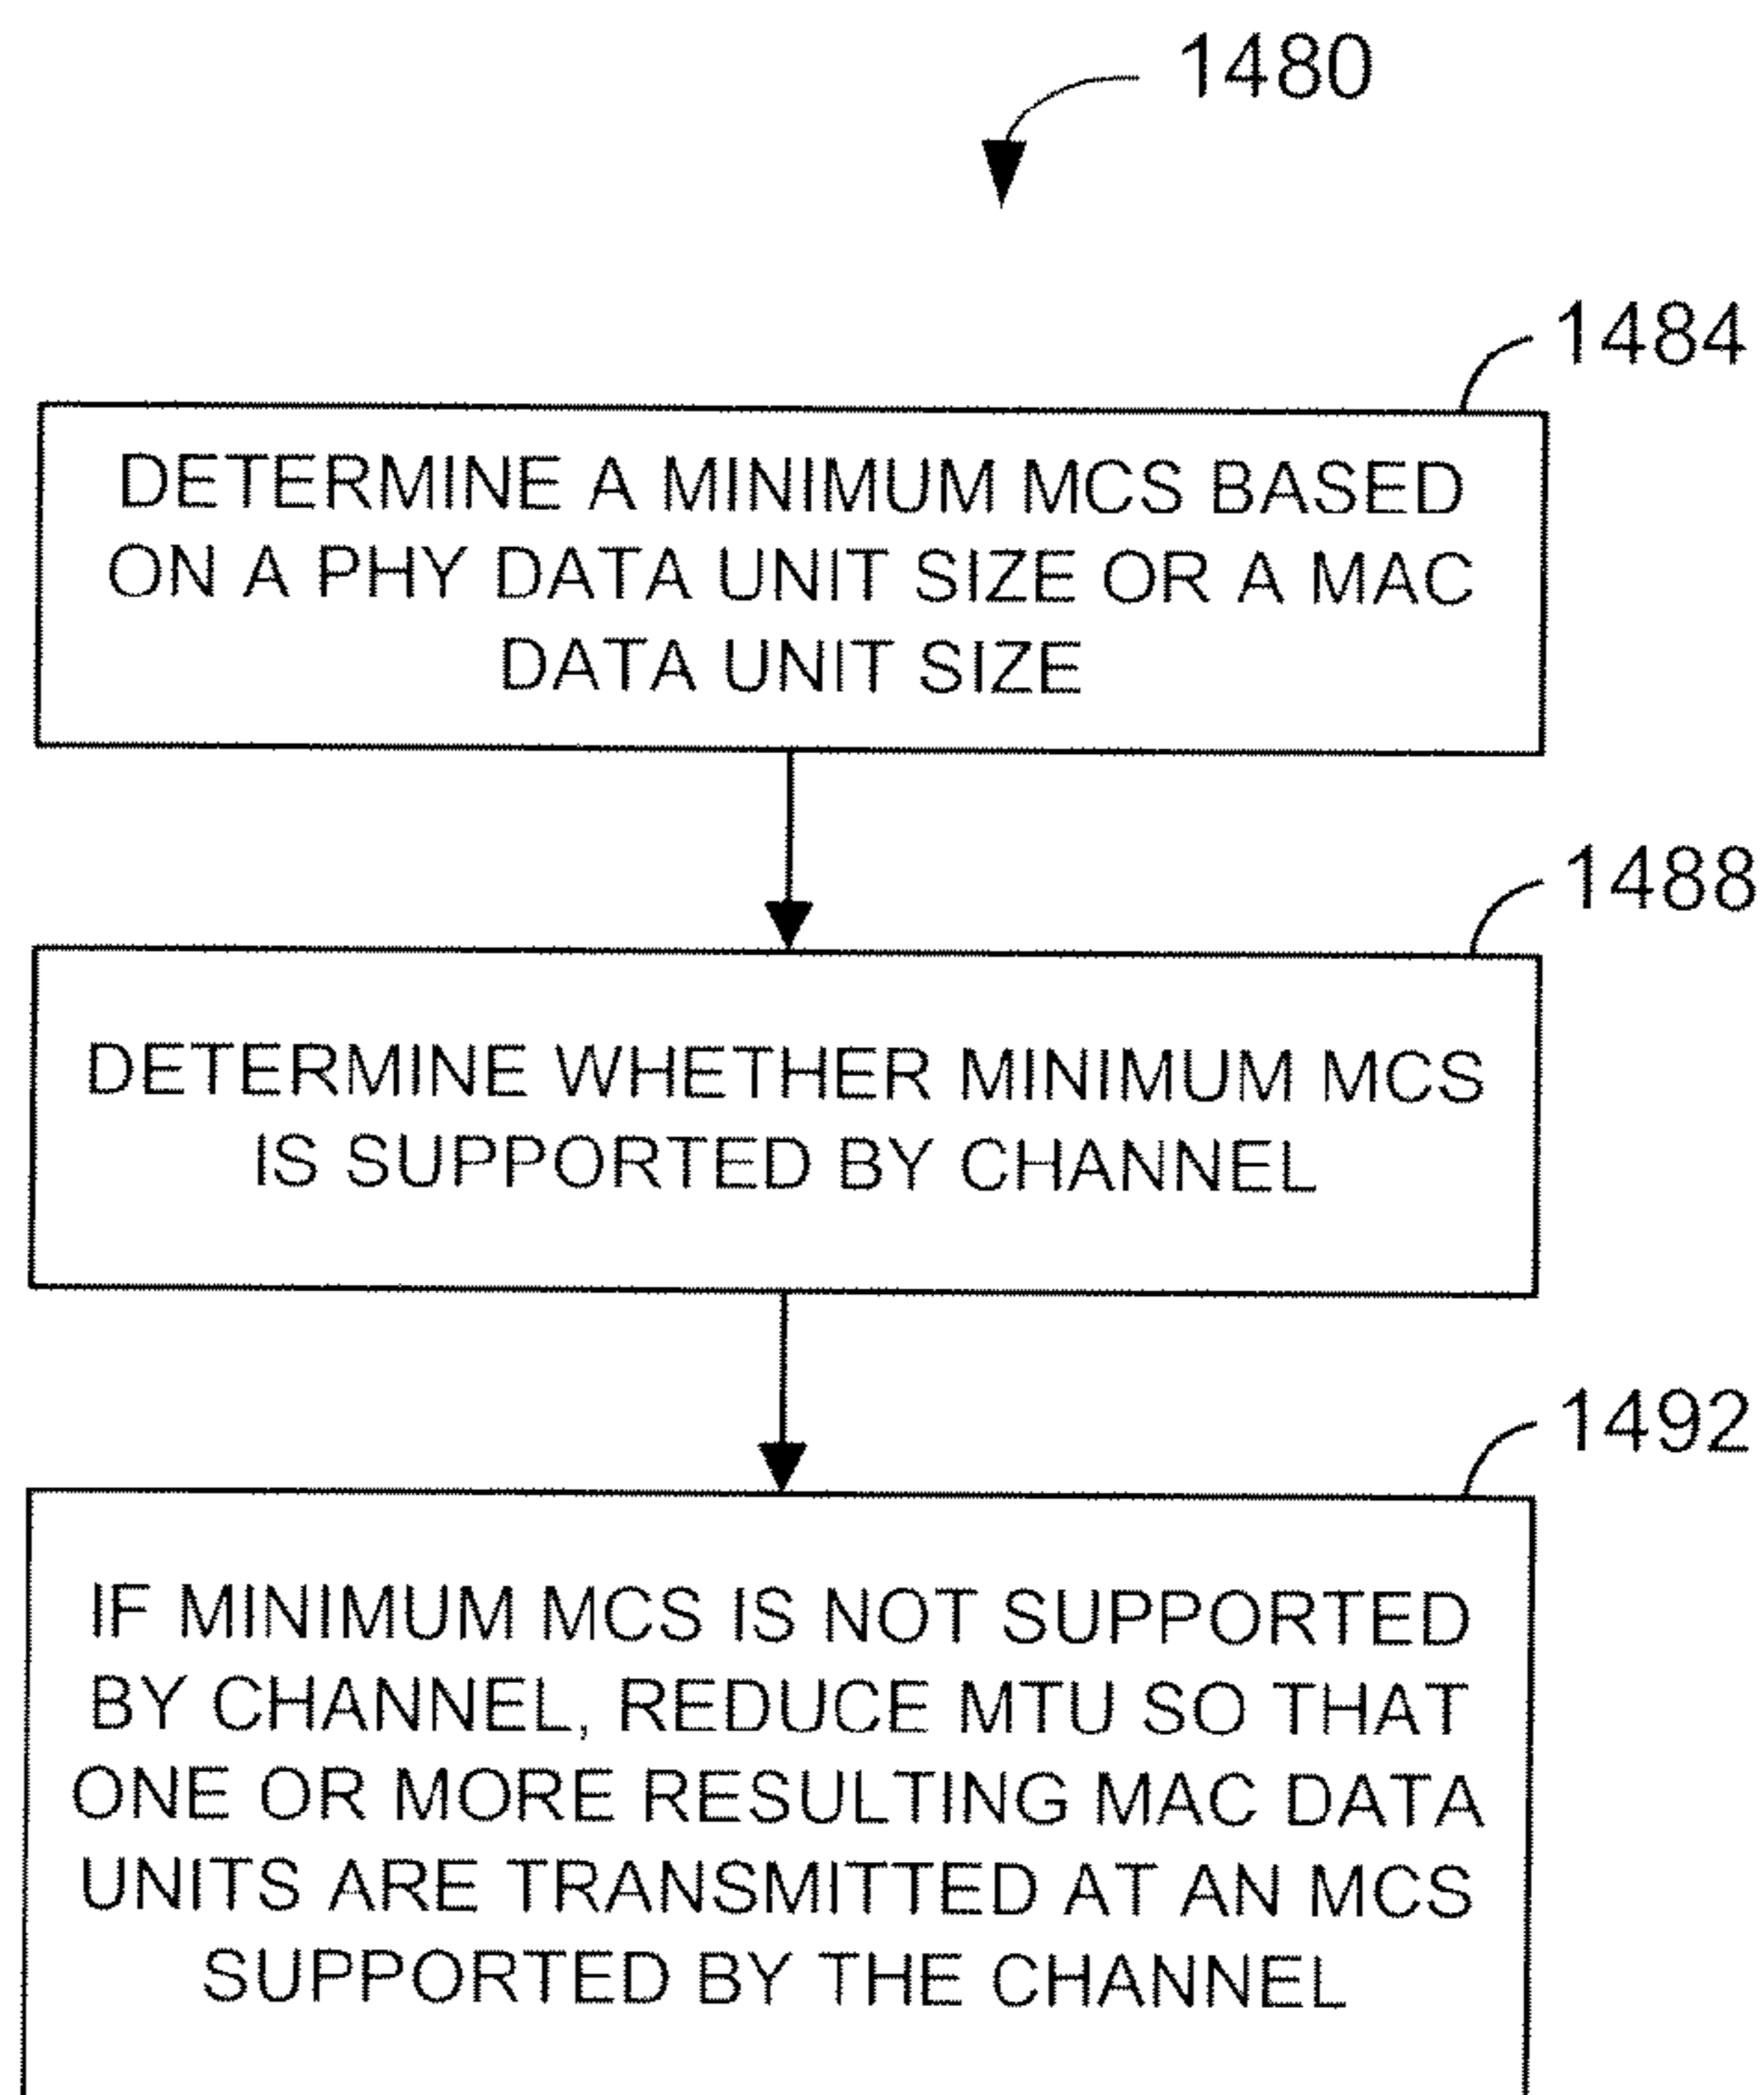 1480
1484
DETERMINE A MINIMUM MCS BASED
ON A PHY DATA UNIT SIZE OR A MAC
DATA UNIT SIZE
1488
DETERMINE WHETHER MINIMUM MCS
IS SUPPORTED BY CHANNEL
1492
IF MINIMUM MCS IS NOT SUPPORTED
BY CHANNEL, REDUCE MTU SO THAT
ONE OR MORE RESULTING MAC DATA
UNITS ARE TRANSMITTED AT AN MCS
SUPPORTED BY THE CHANNEL